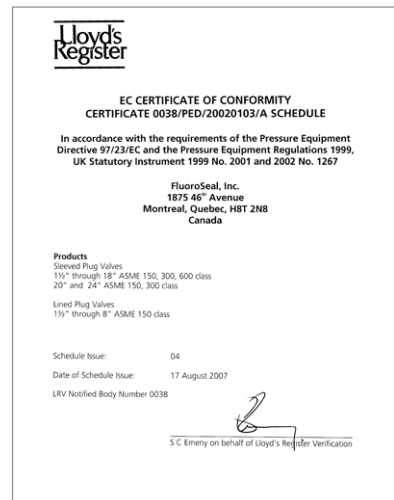 Lloyd's
Register
EC CERTIFICATE OF CONFORMITY
CERTIFICATE 0038/PED/20020103/A SCHEDULE
In accordance with the requirements of the Pressure Equipment
Directive 97/23/EC and the Pressure Equipment Regulations 1999,
UK Statutory Instrument 1999 No. 2001 and 2002 No. 1267
FluoroSeal, Inc.
1875 46th Avenue
Montreal, Quebec, H8T 2N8
Canada
Products
Sleeved Plug Valves
1½" through 18" ASME 150, 300, 600 class
20" and 24" ASME 150, 300 class
Lined Plug Valves
1½" through 8" ASME 150 class
Schedule Issue: 04
Date of Schedule Issue: 17 August 2007
LRV Notified Body Number 0038
S C Emeny on behalf of Lloyd's Register Verification